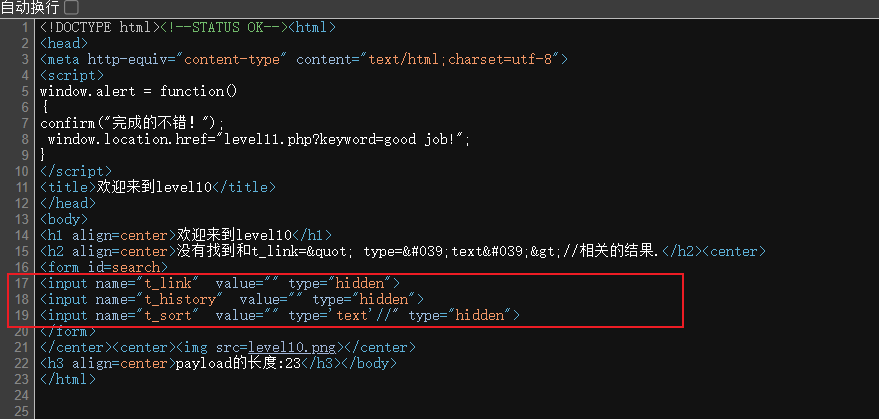 自动换行
1 <!DOCTYPE html><!--STATUS OK--><html>
2 <head>
3 <meta http-equiv="content-type" content="text/html;charset=utf-8">
4 <script>
5 window.alert = function()
6 {
7 confirm("完成的不错！");
8  window.location.href="level11.php?keyword=good job!";
9 }
10 </script>
11 <title>欢迎来到level10</title>
12 </head>
13 <body>
14 <h1 align=center>欢迎来到level10</h1>
15 <h2 align=center>没有找到和t_link=&quot; type=&#039;text&#039;&gt;//相关的结果.</h2><center>
16 <form id=search>
17 <input name="t_link"  value="" type="hidden">
18 <input name="t_history"  value="" type="hidden">
19 <input name="t_sort"  value="" type='text'//" type="hidden">
20 </form>
21 </center><center><img src=level10.png></center>
22 <h3 align=center>payload的长度:23</h3></body>
23 </html>
24
25